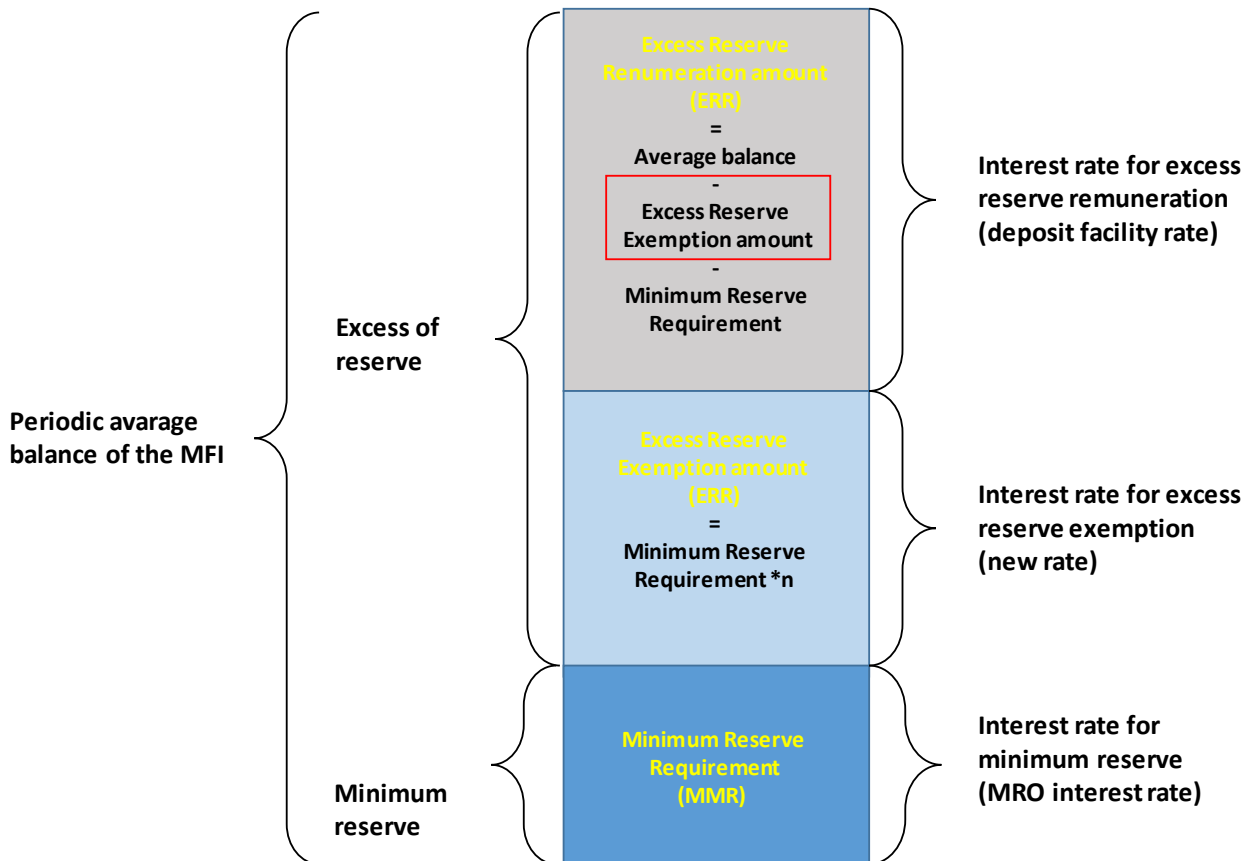 Periodic avarage
balance of the MFI
Excess of
reserve
Minimum
reserve
Excess Reserve
Renumeration amount
(ERR)
=
Average balance
-
Excess Reserve
Exemption amount
-
Minimum Reserve
Requirement
Excess Reserve
Exemption amount
(ERR)
=
Minimum Reserve
Requirement *n
Minimum Reserve
Requirement
(MMR)
Interest rate for excess
reserve remuneration
(deposit facility rate)
Interest rate for excess
reserve exemption
(new rate)
Interest rate for
minimum reserve
(MRO interest rate)